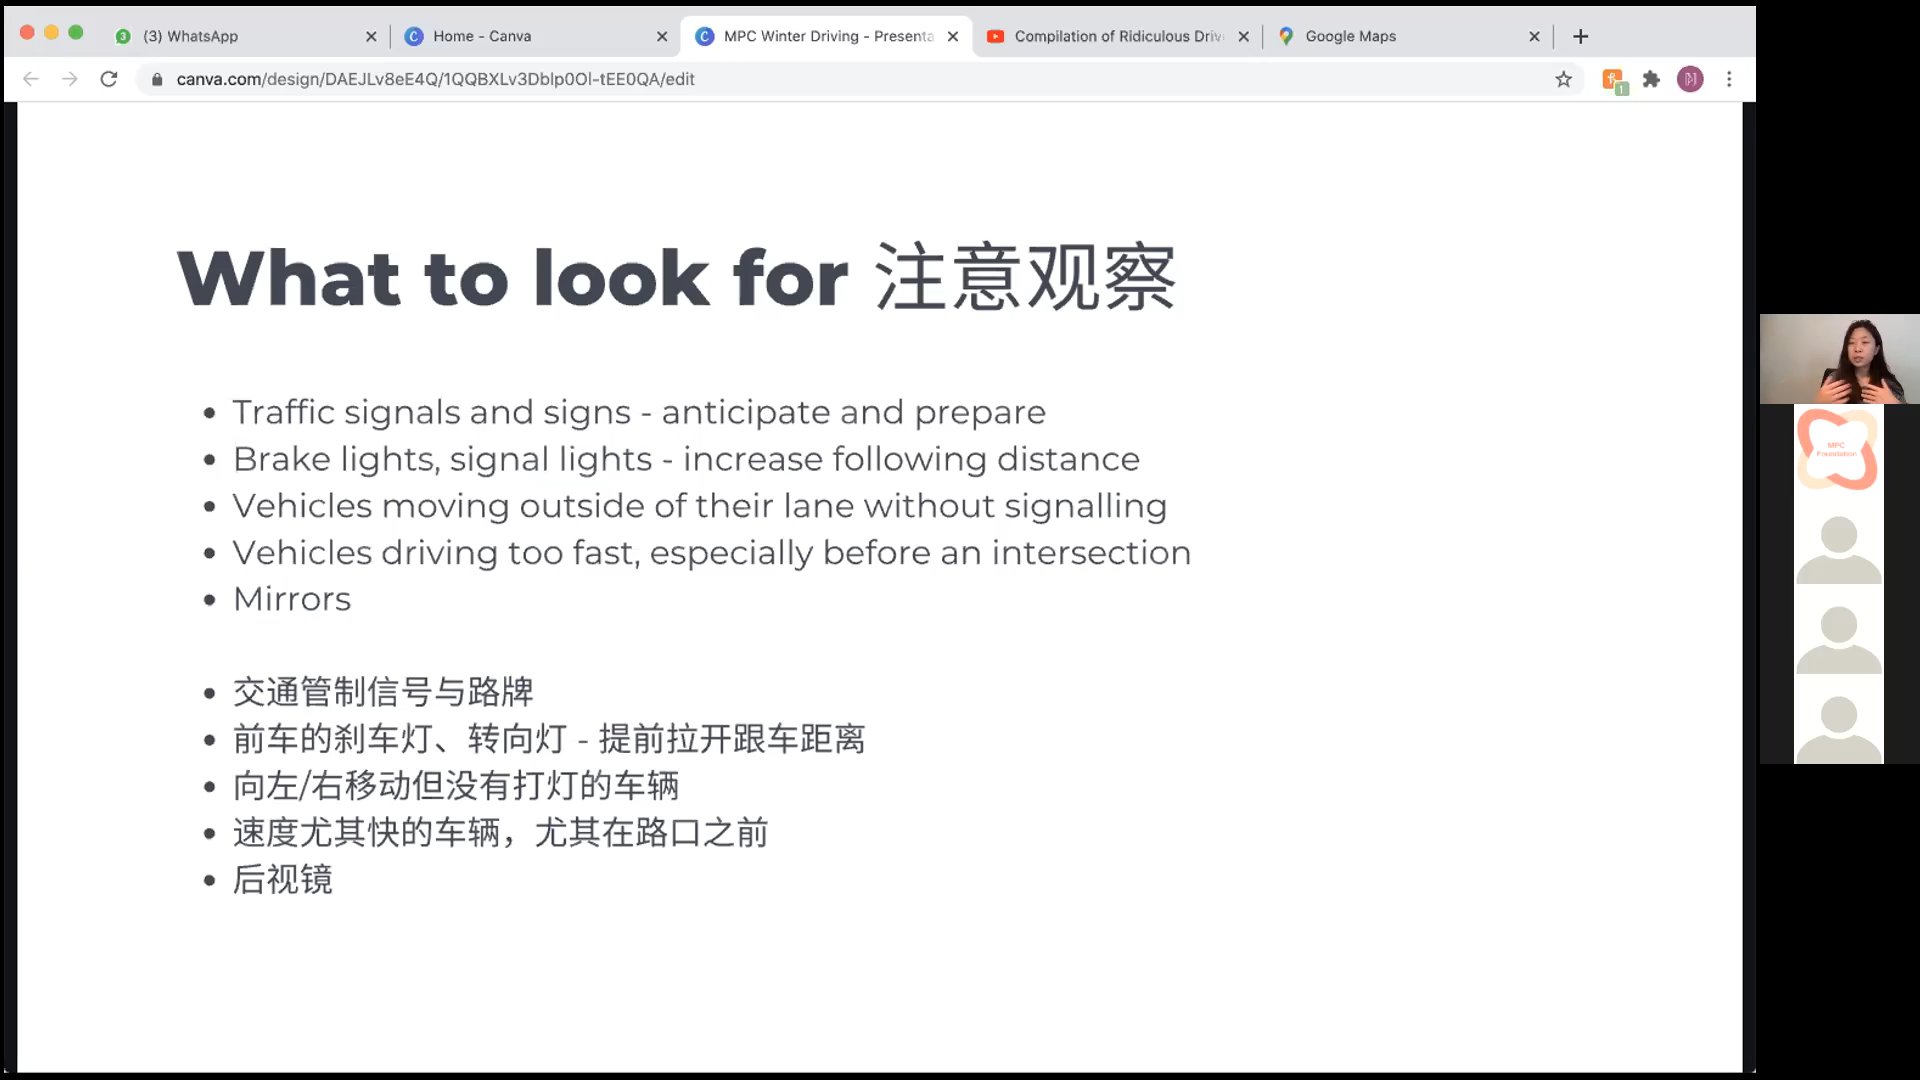 (3) WhatsApp
Home - Canva
MPC Winter Driving - Presenta
Compilation of Ridiculous Driv
Google Maps
canva.com/design/DAEJLv8eE4Q/1QQBXLv3Dblp0Ol-tEE0QA/edit
What to look for 注意观察
• Traffic signals and signs - anticipate and prepare
• Brake lights, signal lights - increase following distance
• Vehicles moving outside of their lane without signalling
• Vehicles driving too fast, especially before an intersection
• Mirrors
• 交通管制信号与路牌
• 前车的刹车灯、转向灯 - 提前拉开跟车距离
• 向左/右移动但没有打灯的车辆
• 速度尤其快的车辆，尤其在路口之前
• 后视镜
MPC
Foundation